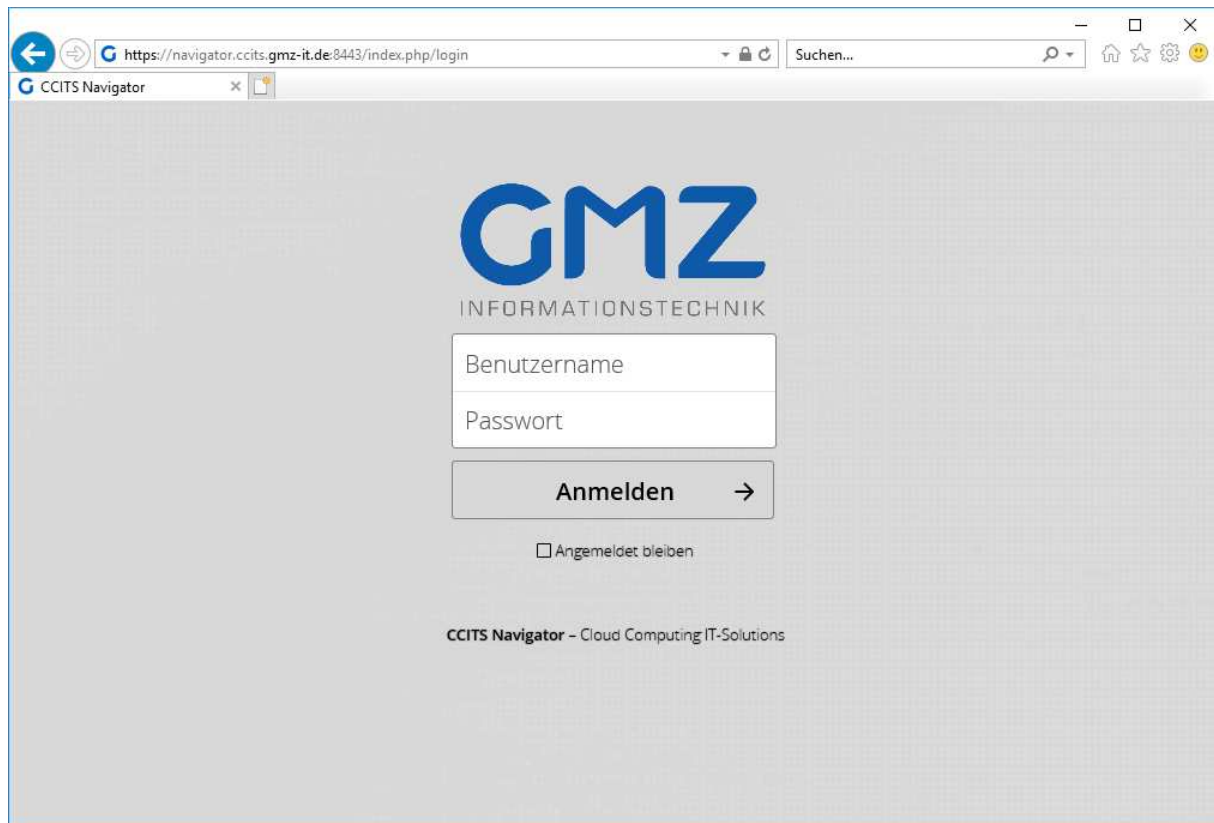 https://navigator.ccits.gmz-it.de:8443/index.php/login
Suchen...
CCITS Navigator
GMZ
INFORMATIONSTECHNIK
Benutzername
Passwort
Anmelden
Angemeldet bleiben
CCITS Navigator – Cloud Computing IT-Solutions